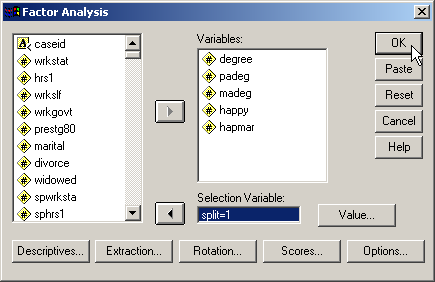 Factor Analysis
caseid
wrkstat
hrs1
wrkslf
wrkgovt
prestg80
marital
divorce
widowed
spwrksta
sphrs1
Variables:
degree
padeg
madeg
happy
hapmar
Selection Variable:
split=1
Value...
OK
Paste
Reset
Cancel
Help
Descriptives...
Extraction...
Rotation...
Scores...
Options...